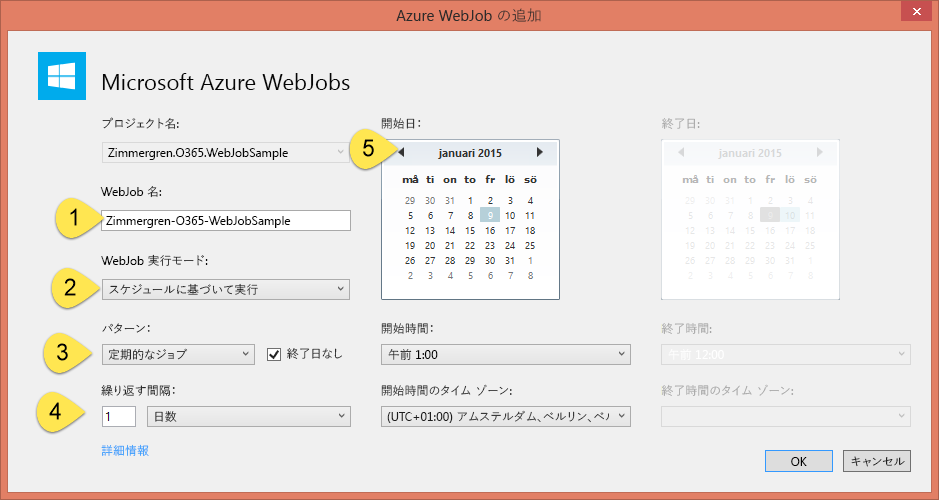 Azure WebJob の追加
Microsoft Azure WebJobs
プロジェクト名:
Zimmergren.O365.WebJobSample
1
WebJob 名:
Zimmergren-O365-WebJobSample
2
WebJob 実行モード:
スケジュールに基づいて実行
3
パターン:
定期的なジョブ
終了日なし
4
繰り返す間隔:
1
日数
詳細情報
5
開始日:
januari 2015
må ti on to fr lö sö
29 30 31 1 2 3 4
5 6 7 8 9 10 11
12 13 14 15 16 17 18
19 20 21 22 23 24 25
26 27 28 29 30 31 1
2 3 4 5 6 7 8
開始時間:
午前 1:00
開始時間のタイム ゾーン:
(UTC+01:00) アムステルダム、ベルリン、ベル
終了日:
januari 2015
må ti on to fr lö sö
29 30 31 1 2 3 4
5 6 7 8 9 10 11
12 13 14 15 16 17 18
19 20 21 22 23 24 25
26 27 28 29 30 31 1
2 3 4 5 6 7 8
終了時間:
午前 12:00
終了時間のタイム ゾーン:
OK
キャンセル